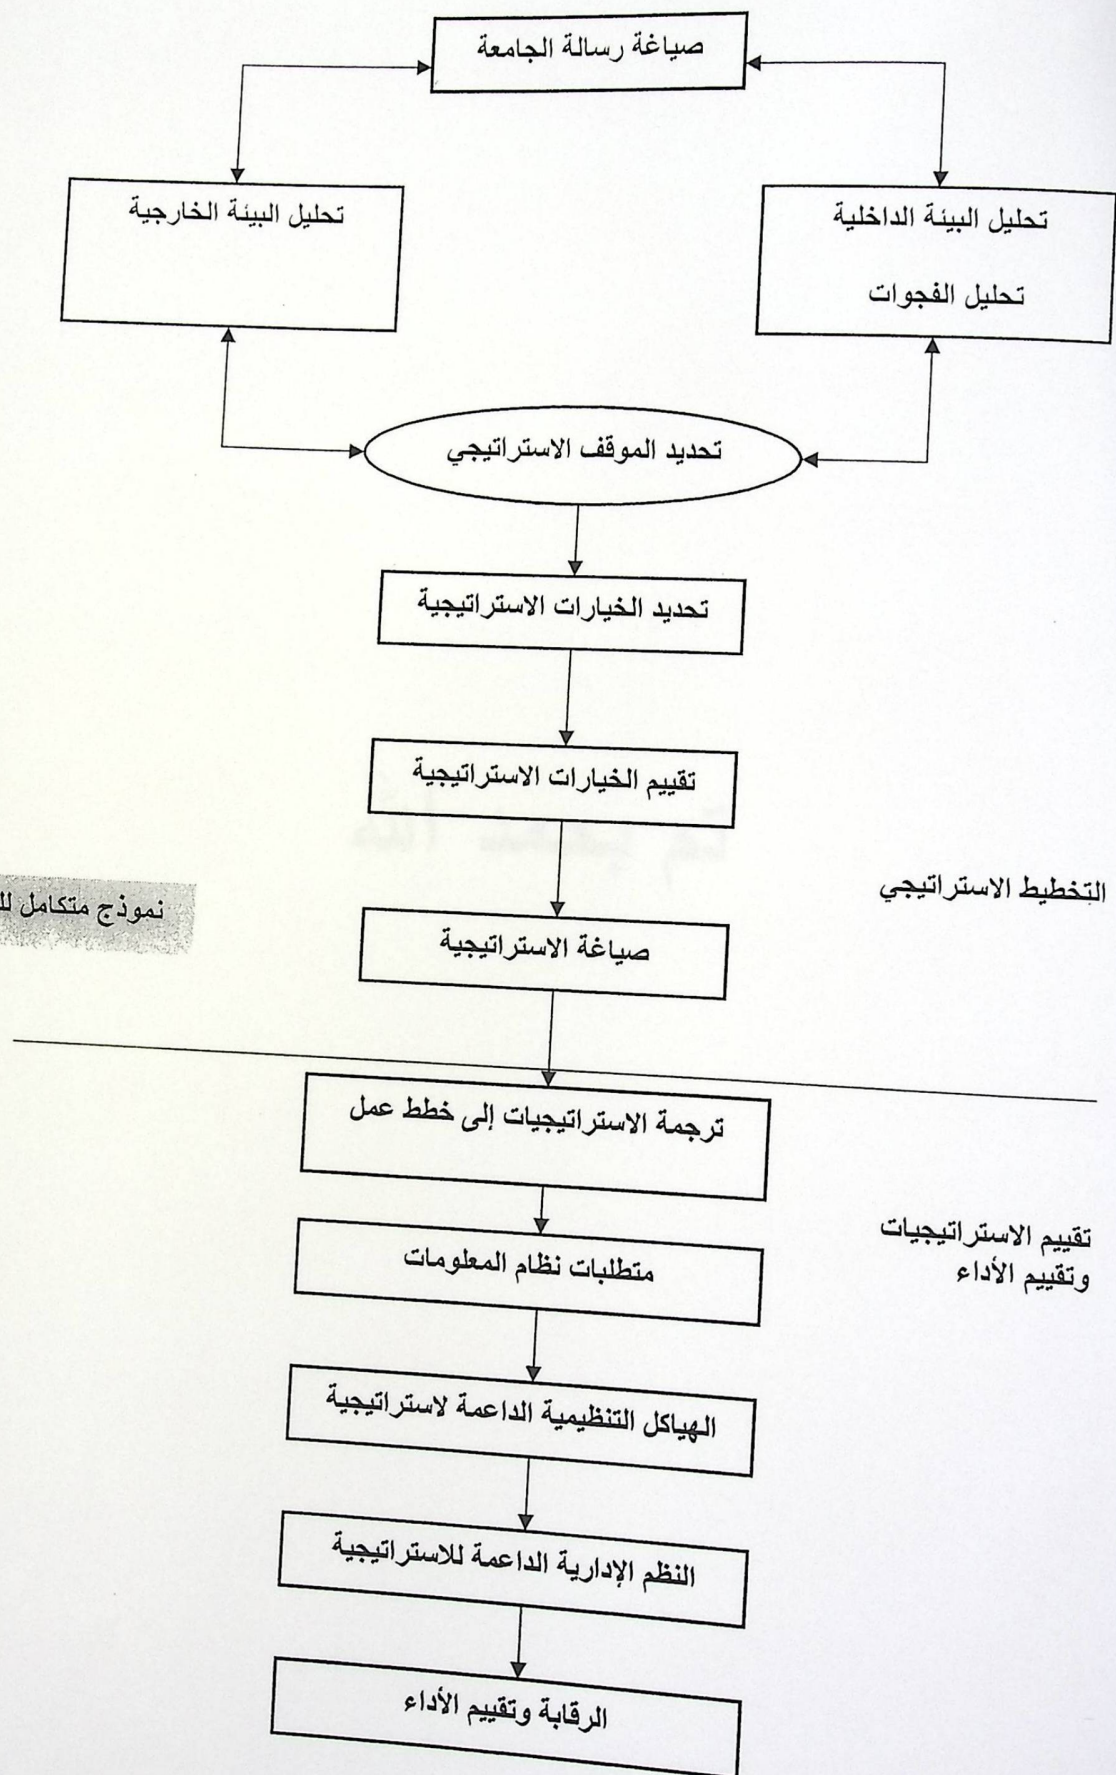 صياغة رسالة الجامعة
تحليل البيئة الداخلية
تحليل الفجوات
تحليل البيئة الخارجية
تحديد الموقف الاستراتيجي
تحديد الخيارات الاستراتيجية
تقييم الخيارات الاستراتيجية
التخطيط الاستراتيجي
نموذج متكامل
صياغة الاستراتيجية
ترجمة الاستراتيجيات إلى خطط عمل
تقييم الاستراتيجيات
وتقييم الأداء
متطلبات نظام المعلومات
الهياكل التنظيمية الداعمة لاستراتيجية
النظم الإدارية الداعمة للاستراتيجية
الرقابة وتقييم الأداء